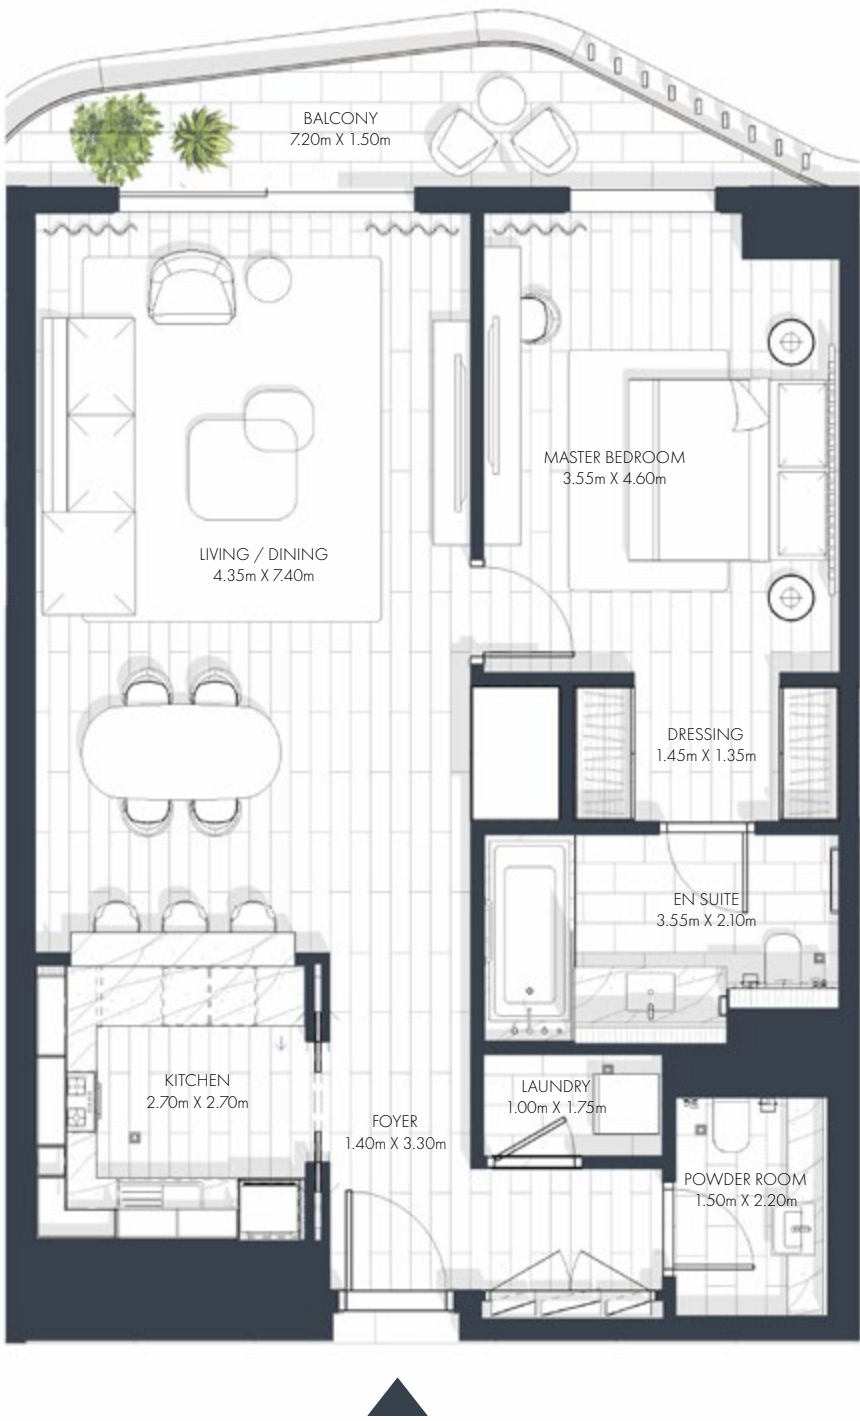 BALCONY
7.20m X 1.50m
MASTER BEDROOM
3.55m X 4.60m
LIVING / DINING
4.35m X 7.40m
DRESSING
1.45m X 1.35m
EN SUITE
3.55m X 2.10m
KITCHEN
2.70m X 2.70m
LAUNDRY
1.00m X 1.75m
FOYER
1.40m X 3.30m
POWDER ROOM
1.50m X 2.20m